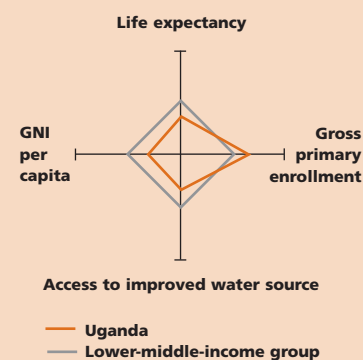 Life expectancy
GNI
per
capita
Gross
primary
enrollment
Access to improved water source
Uganda
Lower-middle-income group